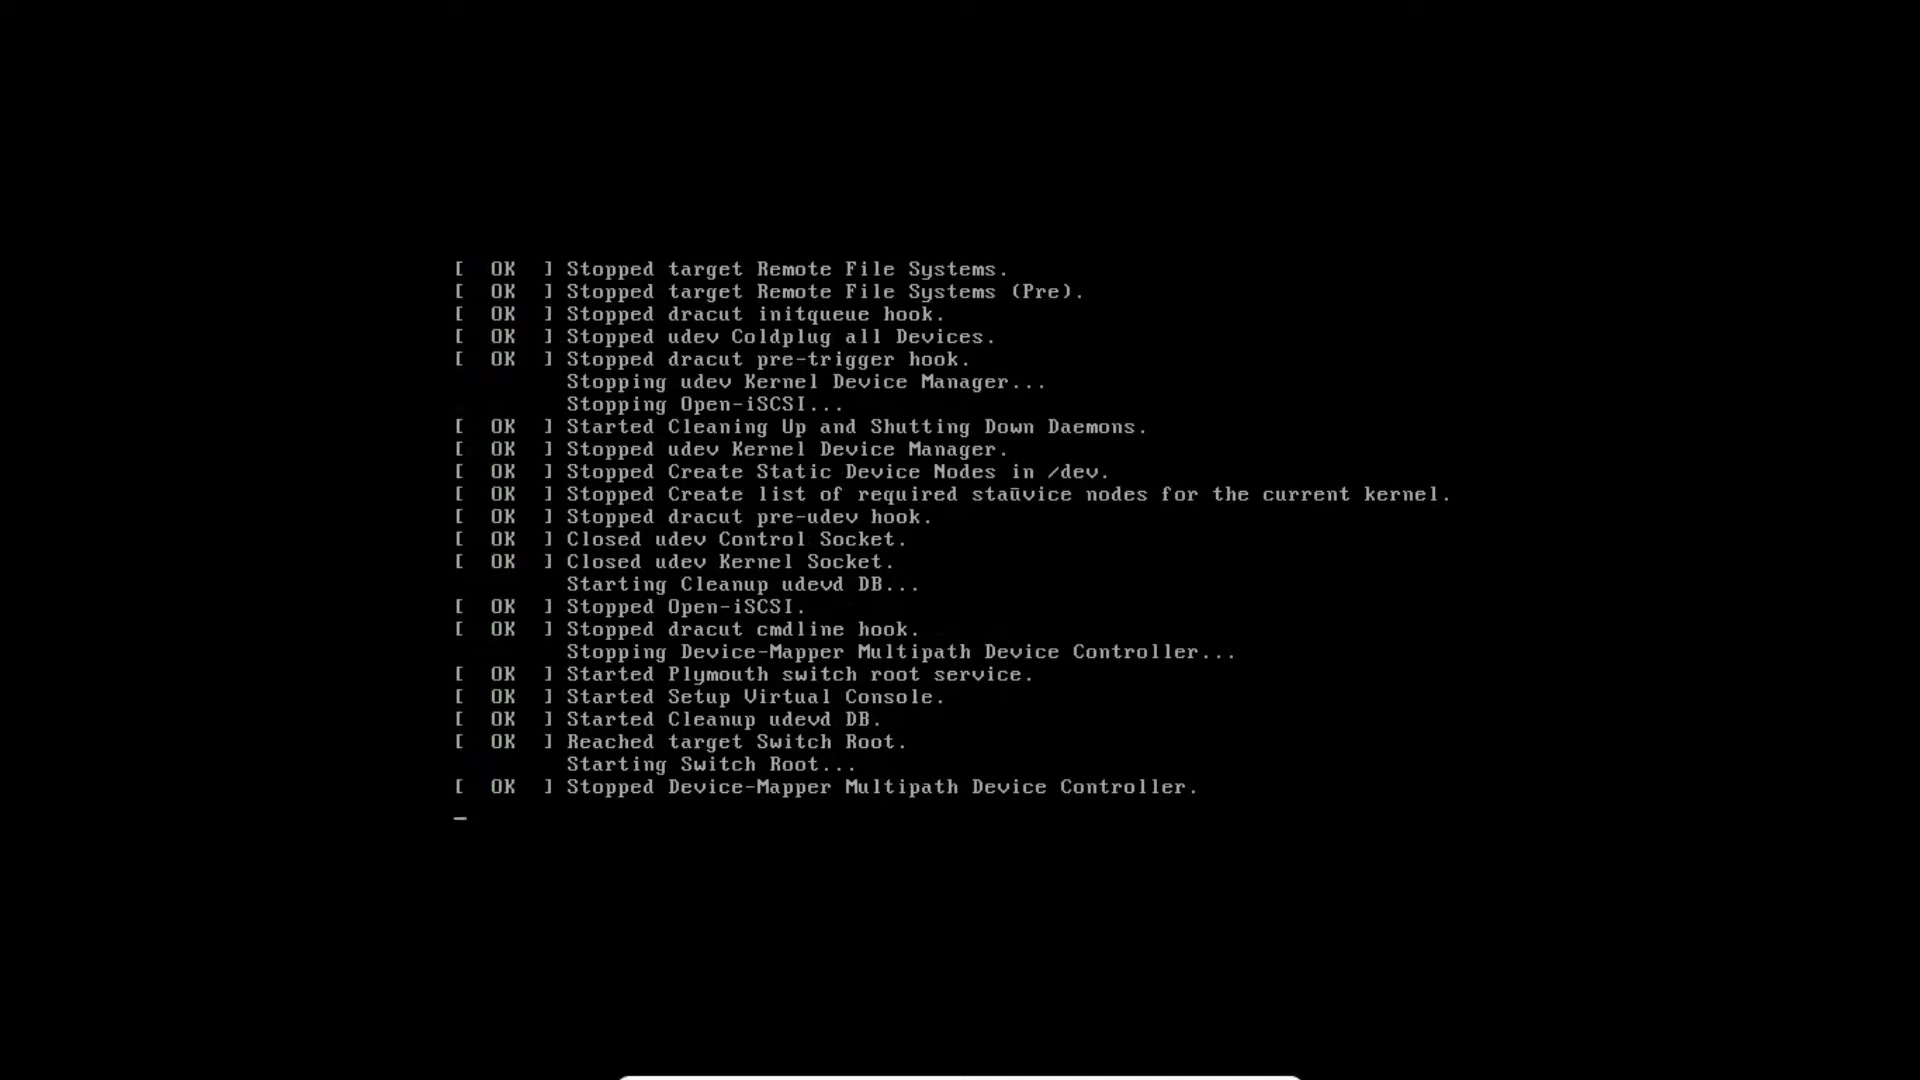 [  OK  ] Stopped target Remote File Systems.
[  OK  ] Stopped target Remote File Systems (Pre).
[  OK  ] Stopped dracut initqueue hook.
[  OK  ] Stopped udev Coldplug all Devices.
[  OK  ] Stopped dracut pre-trigger hook.
Stopping udev Kernel Device Manager...
Stopping Open-iSCSI...
[  OK  ] Started Cleaning Up and Shutting Down Daemons.
[  OK  ] Stopped udev Kernel Device Manager.
[  OK  ] Stopped Create Static Device Nodes in /dev.
[  OK  ] Stopped Create list of required staūvice nodes for the current kernel.
[  OK  ] Stopped dracut pre-udev hook.
[  OK  ] Closed udev Control Socket.
[  OK  ] Closed udev Kernel Socket.
Starting Cleanup udevd DB...
[  OK  ] Stopped Open-iSCSI.
[  OK  ] Stopped dracut cmdline hook.
Stopping Device-Mapper Multipath Device Controller...
[  OK  ] Started Plymouth switch root service.
[  OK  ] Started Setup Virtual Console.
[  OK  ] Started Cleanup udevd DB.
[  OK  ] Reached target Switch Root.
Starting Switch Root...
[  OK  ] Stopped Device-Mapper Multipath Device Controller.